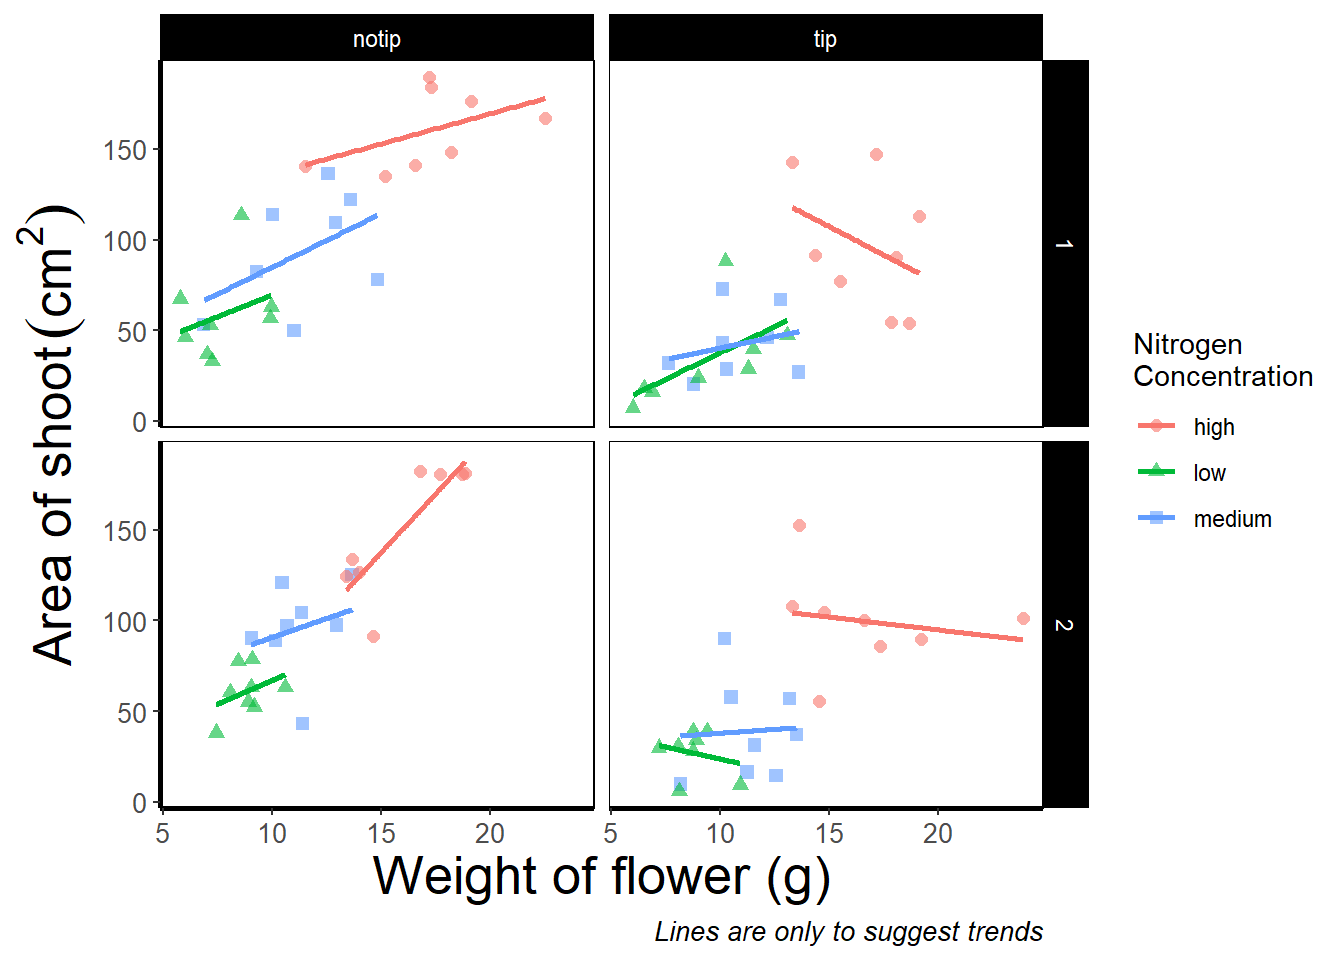 notip
tip
150
100
50
0
1
150
100
50
0
2
5
10
15
20
5
10
15
20
Area of shoot(cm²)
Weight of flower (g)
Lines are only to suggest trends
Nitrogen
Concentration
high
low
medium